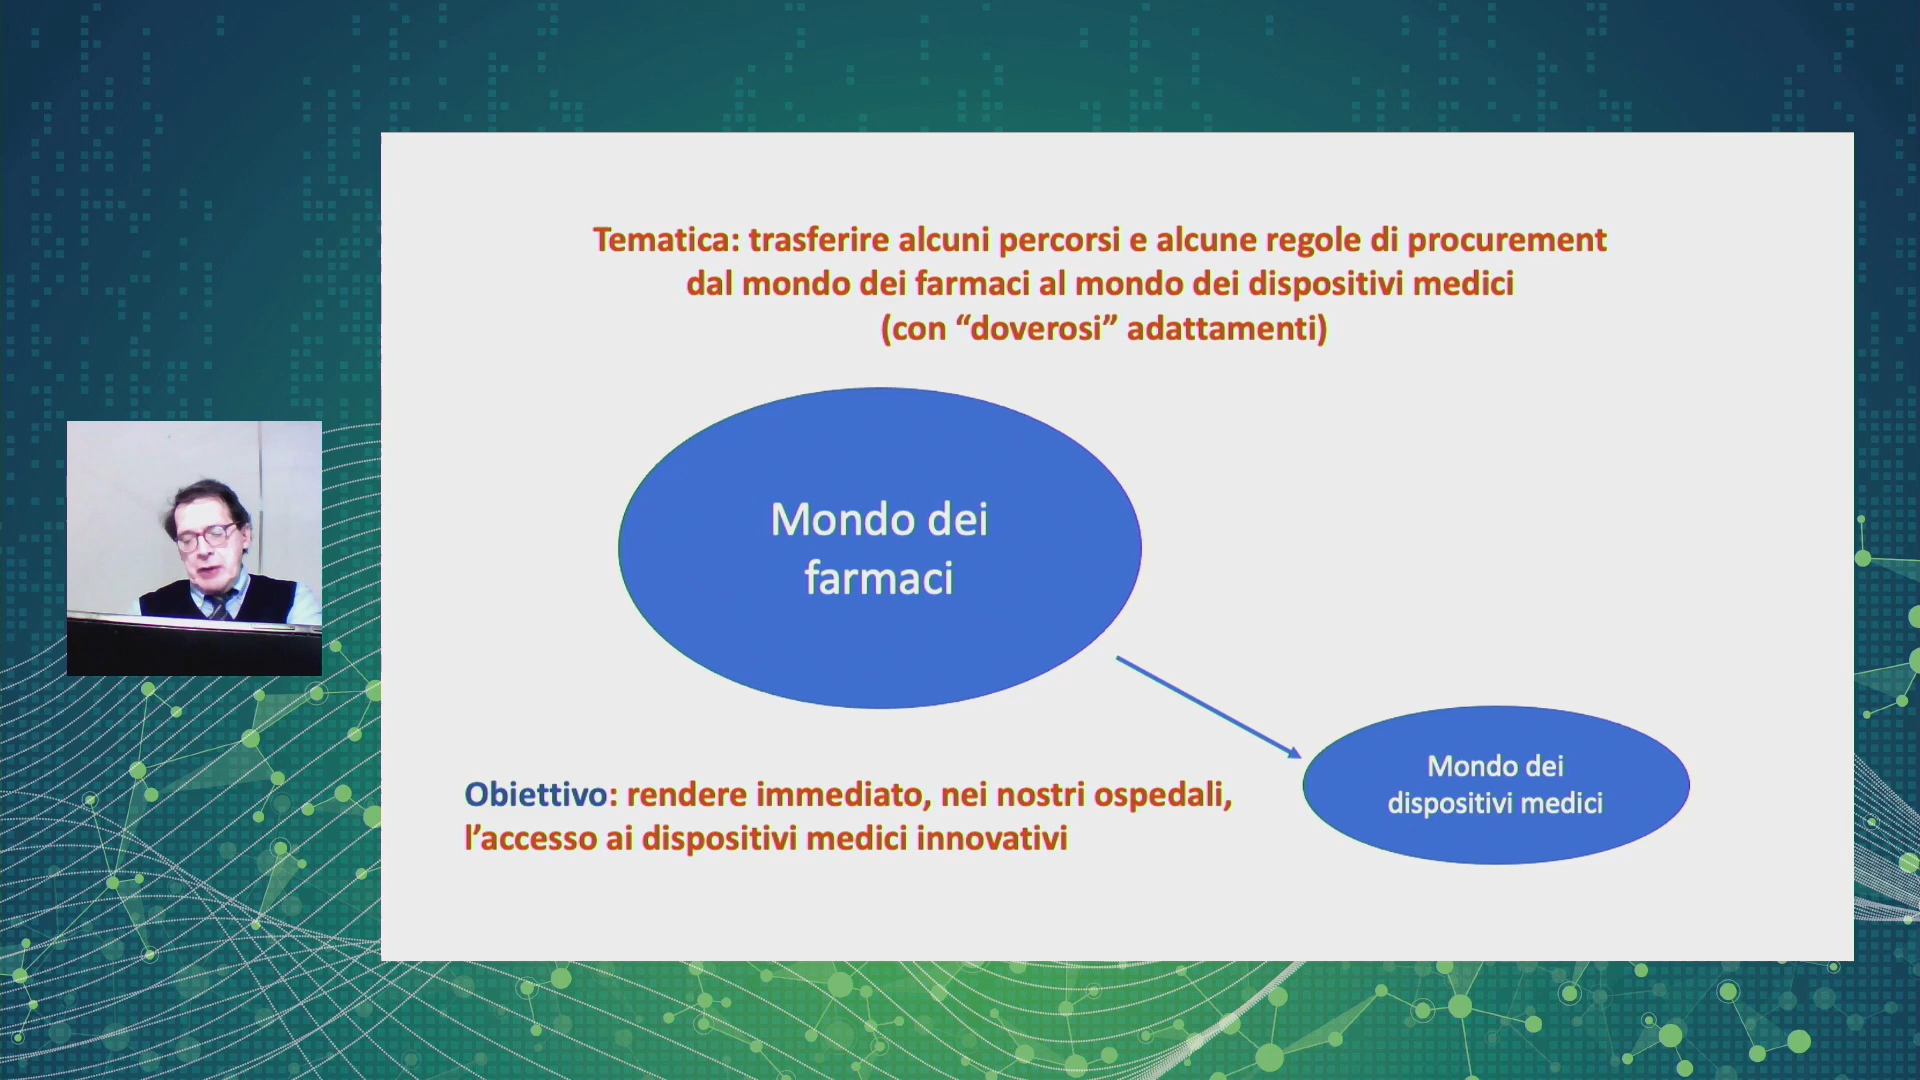 Tematica: trasferire alcuni percorsi e alcune regole di procurement
dal mondo dei farmaci al mondo dei dispositivi medici
(con “doverosi” adattamenti)
Mondo dei
farmaci
Mondo dei
dispositivi medici
Obiettivo: rendere immediato, nei nostri ospedali,
l’accesso ai dispositivi medici innovativi